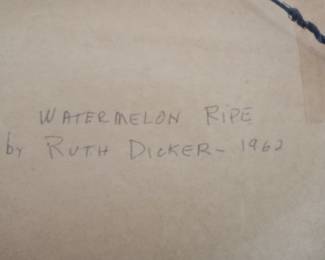 WATERMELON RIPE
by RUTH DICKER - 1962